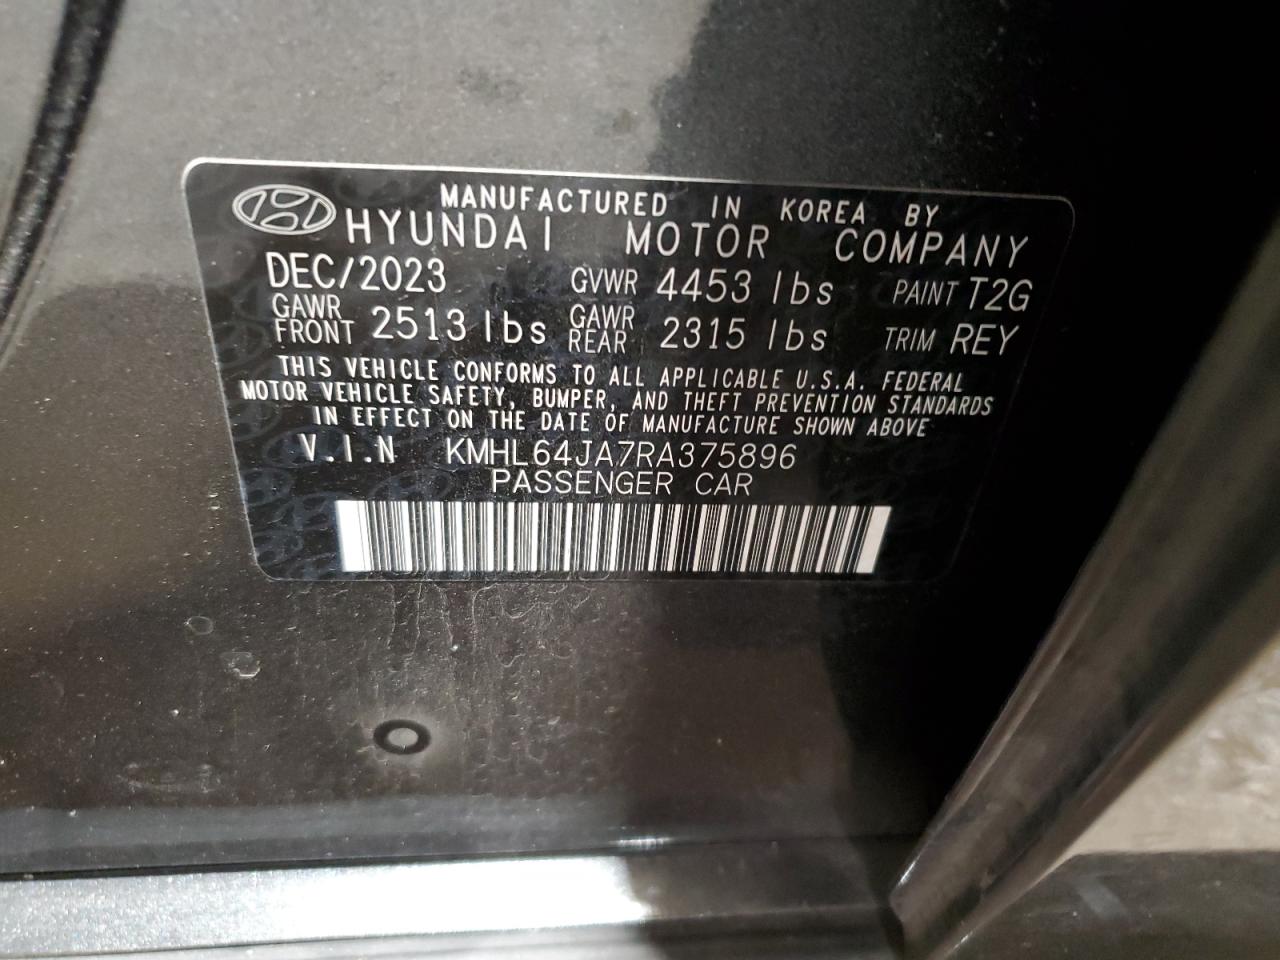 MANUFACTURED IN KOREA BY
HYUNDAI MOTOR COMPANY
DEC/2023 GVWR 4453 lbs PAINT T2G
GAWR FRONT 2513 lbs GAWR REAR 2315 lbs TRIM REY
THIS VEHICLE CONFORMS TO ALL APPLICABLE U.S.A. FEDERAL
MOTOR VEHICLE SAFETY, BUMPER, AND THEFT PREVENTION STANDARDS
IN EFFECT ON THE DATE OF MANUFACTURE SHOWN ABOVE
V.I.N KMHL64JA7RA375896
PASSENGER CAR